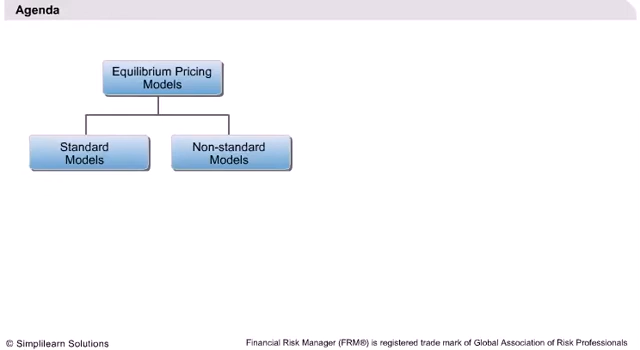 Agenda
Equilibrium Pricing
Models
Standard
Models
Non-standard
Models
© Simplilearn Solutions
Financial Risk Manager (FRM®) is registered trade mark of Global Association of Risk Professionals